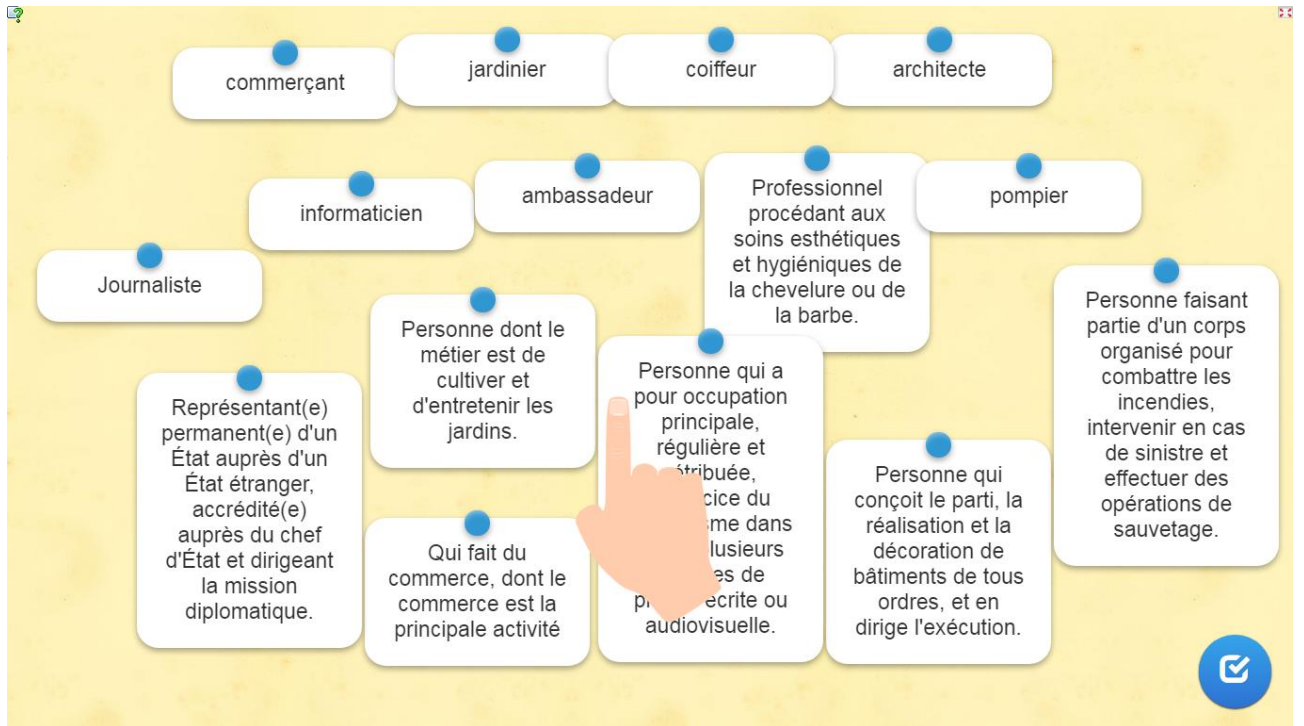 commerçant
jardinier
coiffeur
architecte
informaticien
ambassadeur
Professionnel
procédant aux
soins esthétiques
et hygiéniques de
la chevelure ou de
la barbe.
pompier
Journaliste
Personne dont le
métier est de
cultiver et
d'entretenir les
jardins.
Personne qui a
pour occupation
principale,
régulière et
dans
de
écrite ou
audiovisuelle.
Personne faisant
partie d'un corps
organisé pour
combattre les
incendies,
intervenir en cas
de sinistre et
effectuer des
opérations de
sauvetage.
Représentant(e)
permanent(e) d'un
État auprès d'un
État étranger,
accrédité(e)
auprès du chef
d'État et dirigeant
la mission
diplomatique.
Qui fait du
commerce, dont le
commerce est la
principale activité
Personne qui
conçoit le parti, la
réalisation et la
décoration de
bâtiments de tous
ordres, et en
dirige l'exécution.